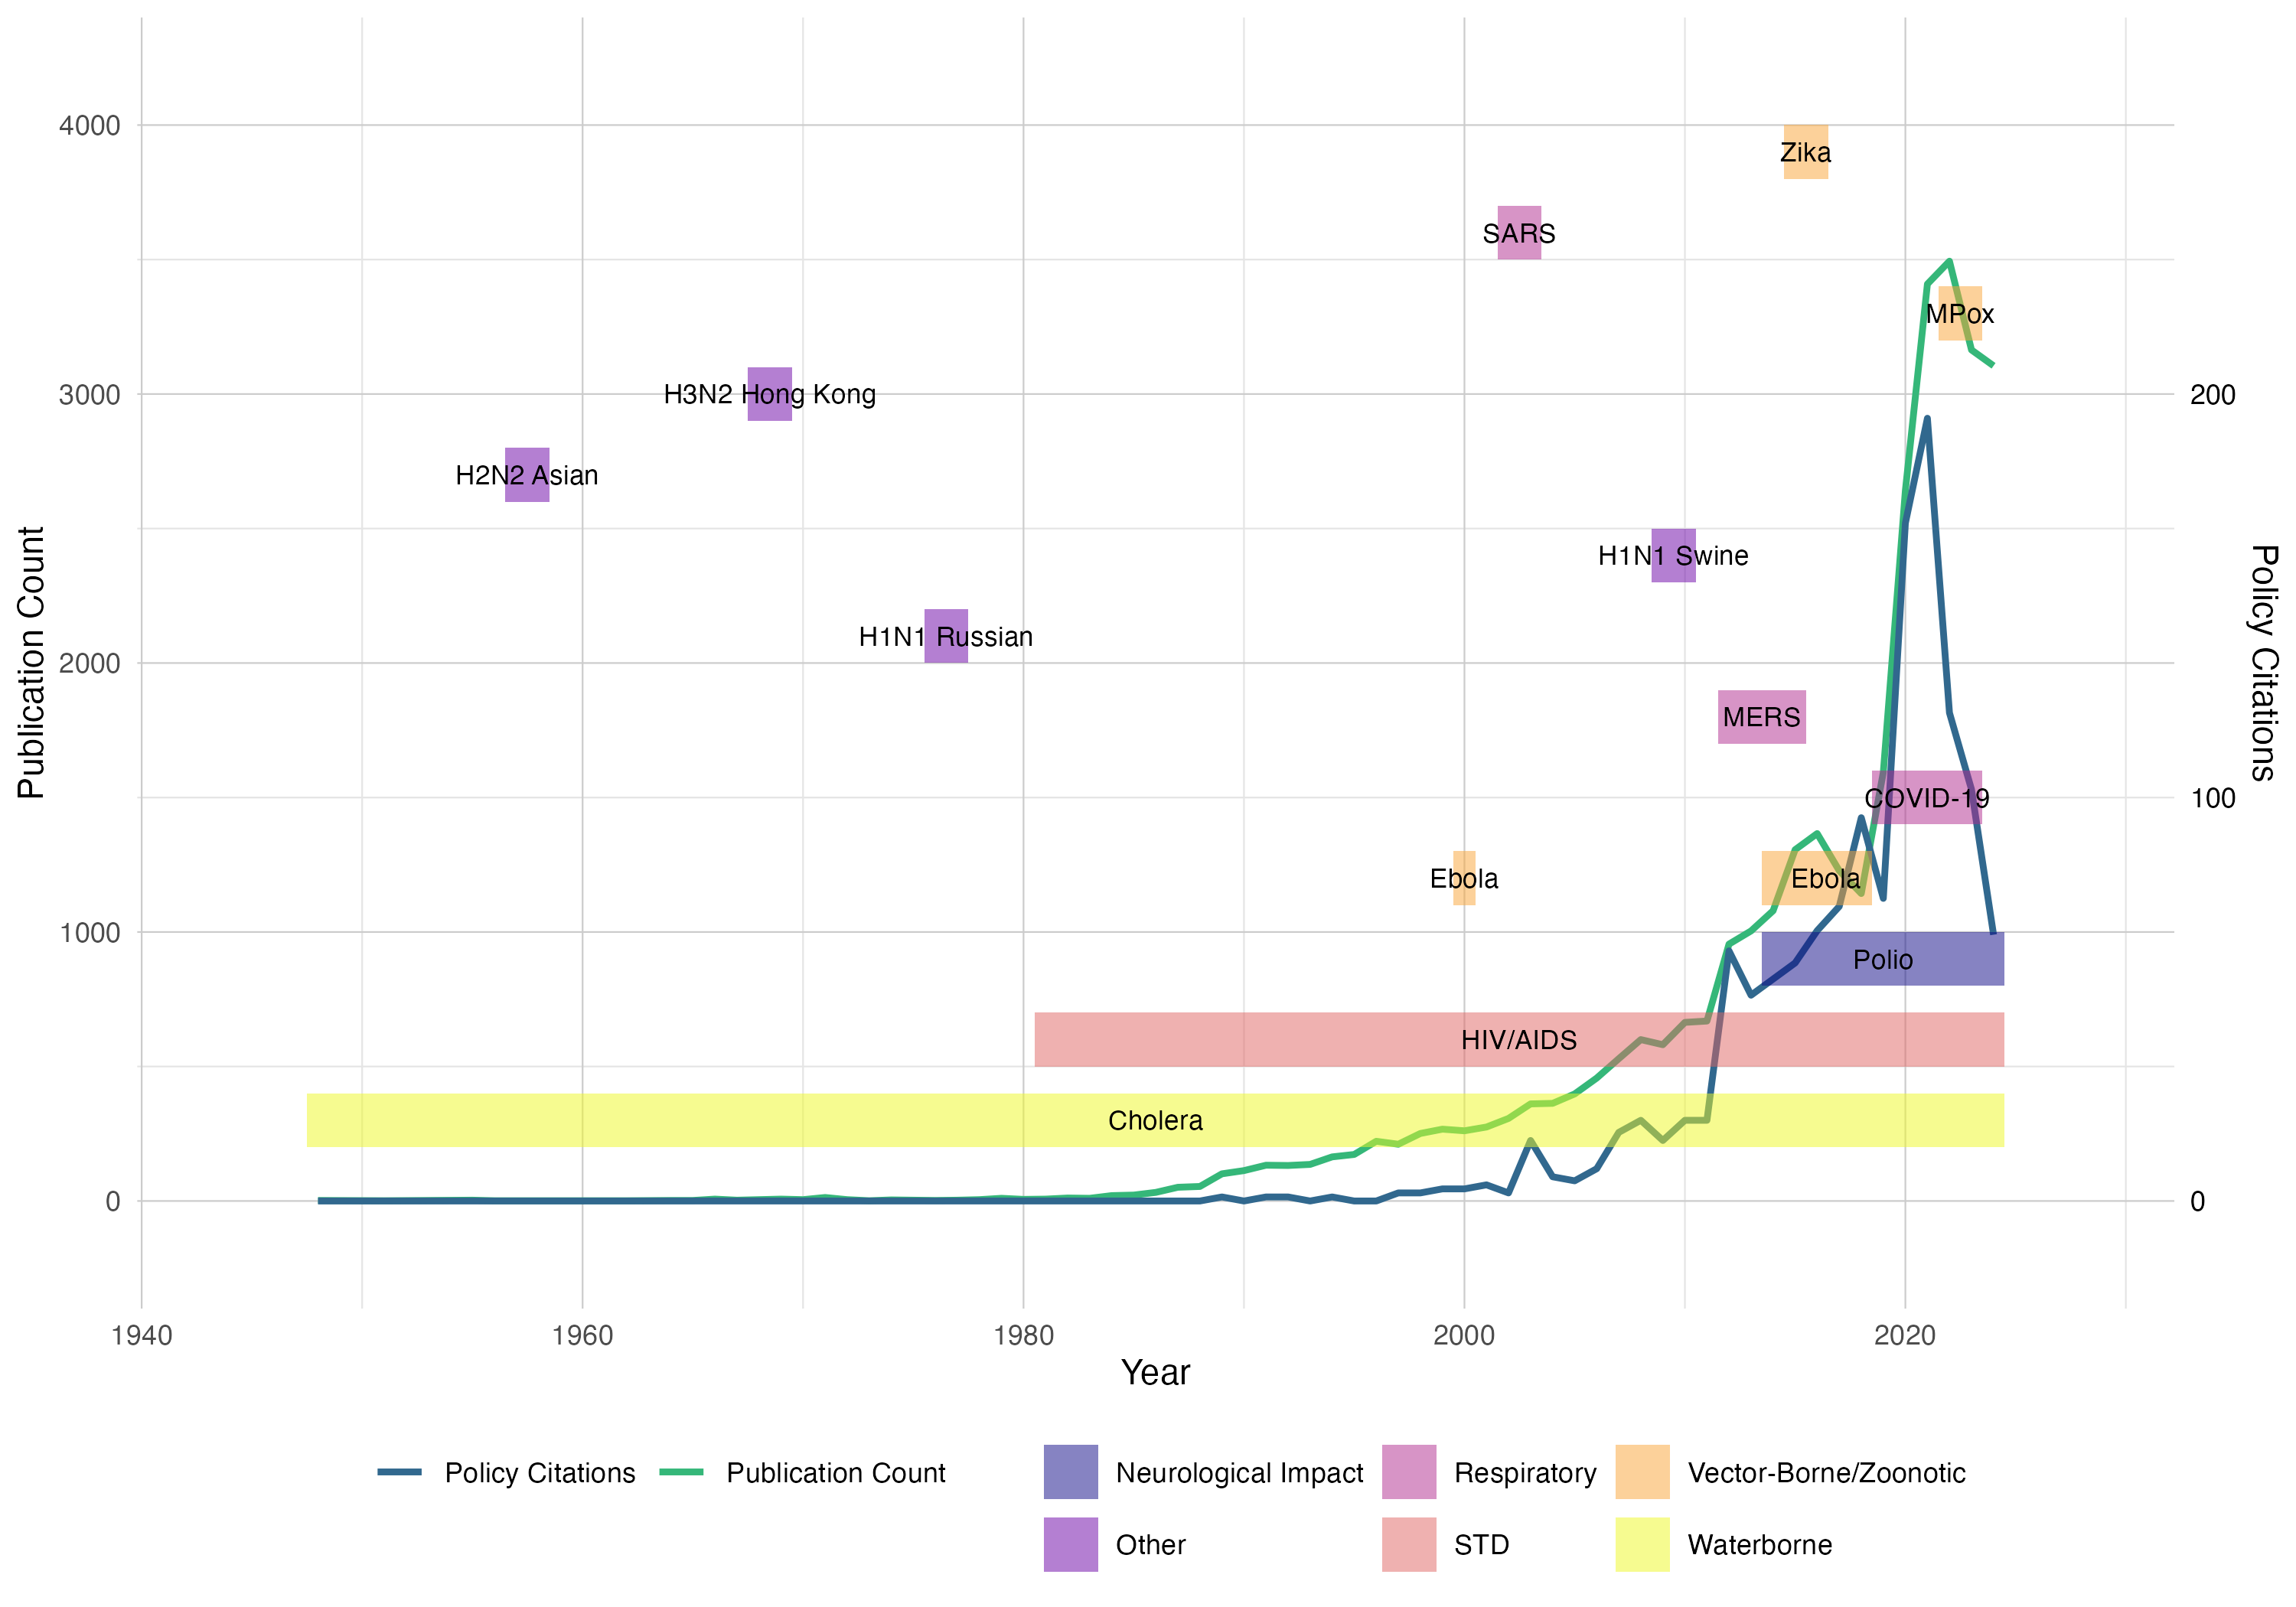 4000
Zika
SARS
MPox
3000
H3N2 Hong Kong
200
H2N2 Asian
H1N1 Swine
Publication Count
Policy Citations
H1N1 Russian
2000
MERS
COVID-19
100
Ebola
Ebola
1000
Polio
HIV/AIDS
Cholera
0
0
1940
1960
1980
2000
2020
Year
Policy Citations
Publication Count
Neurological Impact
Respiratory
Vector-Borne/Zoonotic
Other
STD
Waterborne